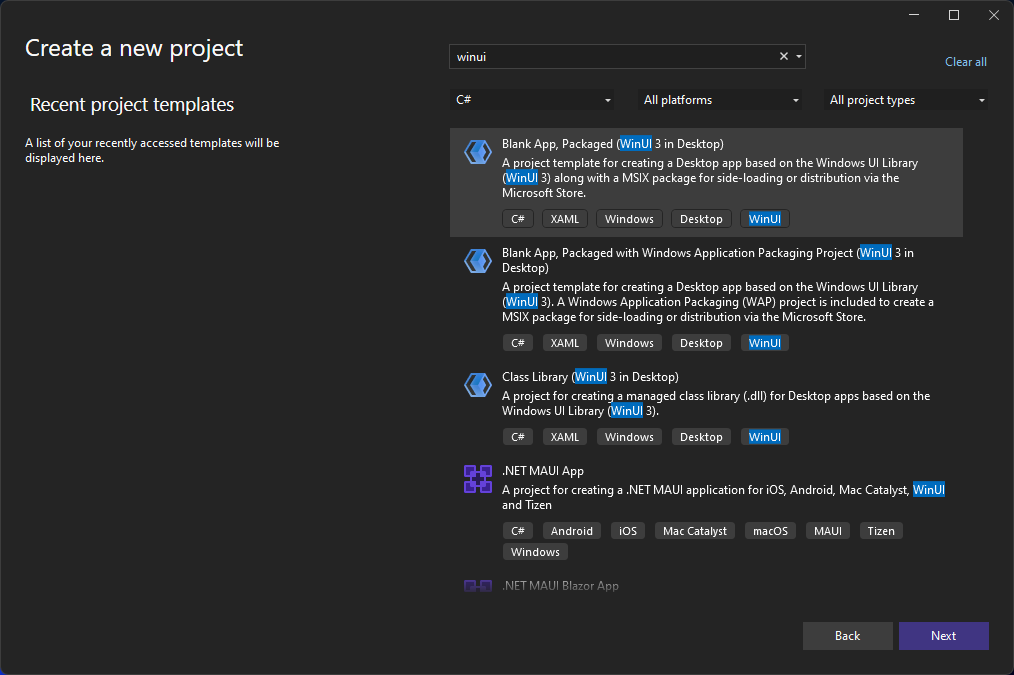 Create a new project
Recent project templates
A list of your recently accessed templates will be
displayed here.
winui
Clear all
C#
All platforms
All project types
Blank App, Packaged (WinUI 3 in Desktop)
A project template for creating a Desktop app based on the Windows UI Library
(WinUI 3) along with a MSIX package for side-loading or distribution via the
Microsoft Store.
C# XAML Windows Desktop WinUI
Blank App, Packaged with Windows Application Packaging Project (WinUI 3 in
Desktop)
A project template for creating a Desktop app based on the Windows UI Library
(WinUI 3). A Windows Application Packaging (WAP) project is included to create a
MSIX package for side-loading or distribution via the Microsoft Store.
C# XAML Windows Desktop WinUI
Class Library (WinUI 3 in Desktop)
A project for creating a managed class library (.dll) for Desktop apps based on the
Windows UI Library (WinUI 3).
C# XAML Windows Desktop WinUI
.NET MAUI App
A project for creating a .NET MAUI application for iOS, Android, Mac Catalyst, WinUI
and Tizen
C# Android iOS Mac Catalyst macOS MAUI Tizen
Windows
.NET MAUI Blazor App
Back
Next